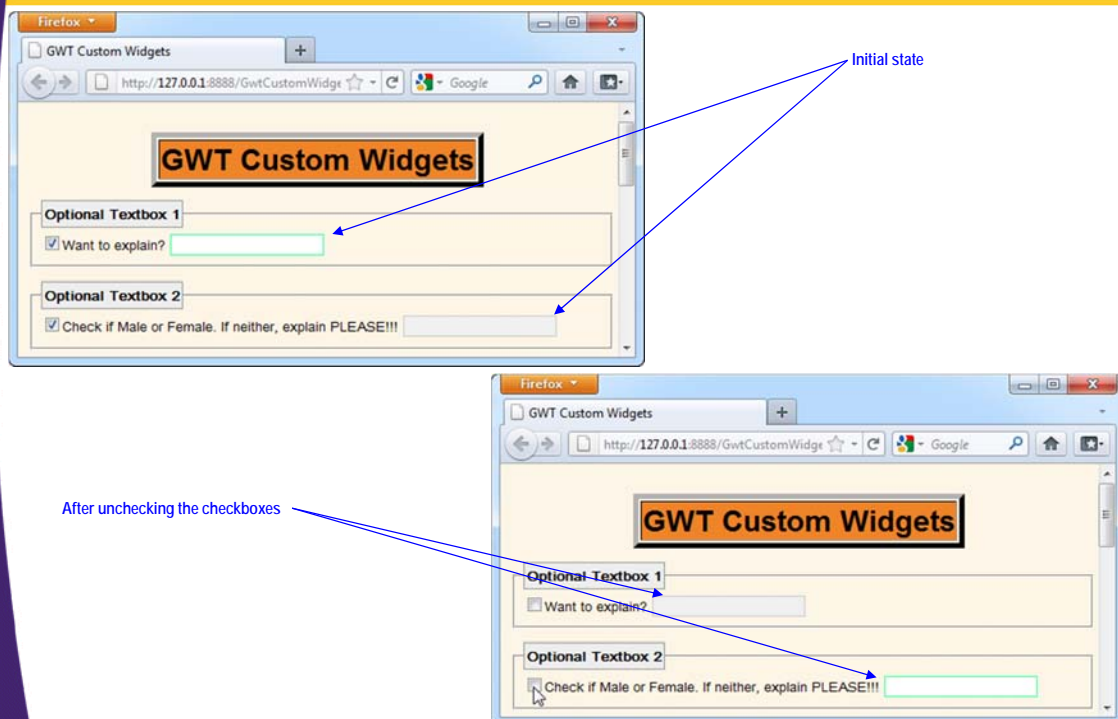 Firefox
GWT Custom Widgets
http://127.0.0.1:8888/GwtCustomWidge
Google
Initial state
GWT Custom Widgets
Optional Textbox 1
Want to explain?
Optional Textbox 2
Check if Male or Female. If neither, explain PLEASE!!!
Firefox
GWT Custom Widgets
http://127.0.0.1:8888/GwtCustomWidge
Google
After unchecking the checkboxes
GWT Custom Widgets
Optional Textbox 1
Want to explain?
Optional Textbox 2
Check if Male or Female. If neither, explain PLEASE!!!